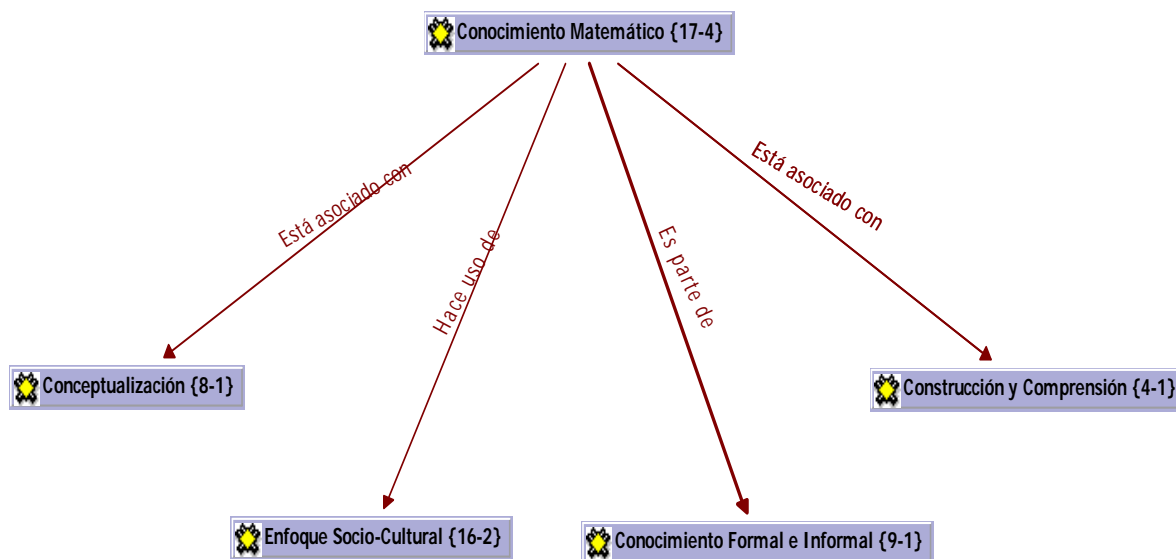 Conocimiento Matemático {17-4}
Está asociado con
Hace uso de
Es parte de
Está asociado con
Conceptualización {8-1}
Construcción y Comprensión {4-1}
Enfoque Socio-Cultural {16-2}
Conocimiento Formal e Informal {9-1}